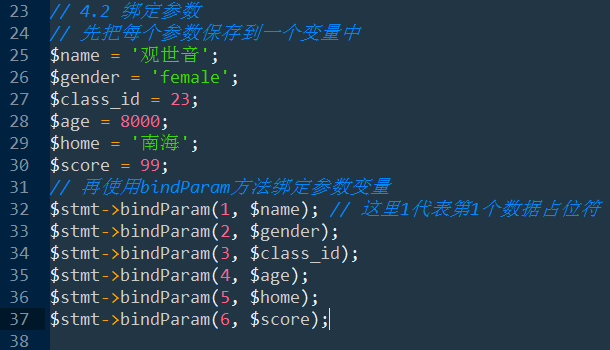 23 // 4.2 绑定参数
24 // 先把每个参数保存到一个变量中
25 $name = '观世音';
26 $gender = 'female';
27 $class_id = 23;
28 $age = 8000;
29 $home = '南海';
30 $score = 99;
31 // 再使用bindParam方法绑定参数变量
32 $stmt->bindParam(1, $name); // 这里1代表第1个数据占位符
33 $stmt->bindParam(2, $gender);
34 $stmt->bindParam(3, $class_id);
35 $stmt->bindParam(4, $age);
36 $stmt->bindParam(5, $home);
37 $stmt->bindParam(6, $score);
38